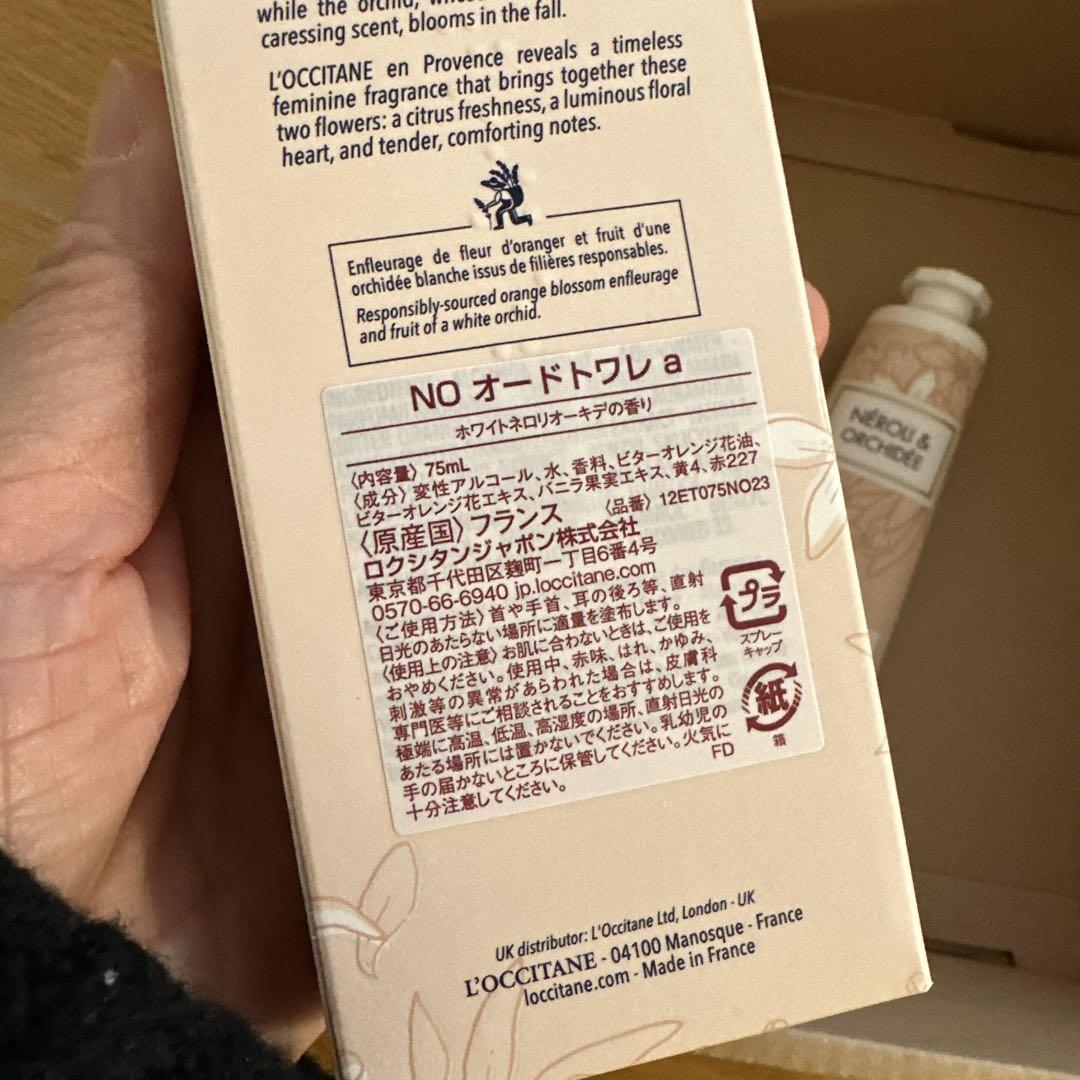 while the orchid,
caressing scent, blooms in the fall.
L'OCCITANE en Provence reveals a timeless
feminine fragrance that brings together these
two flowers: a citrus freshness, a luminous floral
heart, and tender, comforting notes.
Enfleurage de fleur d'oranger et fruit d'une
orchidée blanche issus de filières responsables.
Responsibly-sourced orange blossom enfleurage
and fruit of a white orchid.
NO オードトワレ a
ホワイトネロリオーキデの香り
〈内容量〉75mL
〈成分〉変性アルコール、水、香料、ビターオレンジ花油、
ビターオレンジ花エキス、バニラ果実エキス、黄4、赤227
〈原産国〉フランス 〈品番〉12ET075NO23
ロクシタンジャポン株式会社
東京都千代田区麹町一丁目6番4号
0570-66-6940 jp.loccitane.com
〈ご使用方法〉首や手首、耳の後ろ等、直射
日光のあたらない場所に適量を塗布します。
〈使用上の注意〉お肌に合わないときは、ご使用を
おやめください。使用中、赤味、はれ、かゆみ、
刺激等の異常があらわれた場合は、皮膚科
専門医等にご相談されることをおすすめします。
極端に高温、低温、高湿度の場所、直射日光の
あたる場所には置かないでください。乳幼児の
手の届かないところに保管してください。火気に
十分注意してください。
FD
プラ
スプレー
キャップ
紙
箱
UK distributor: L'Occitane Ltd, London - UK
L'OCCITANE - 04100 Manosque - France
loccitane.com - Made in France
NÉROLI &
ORCHIDÉE